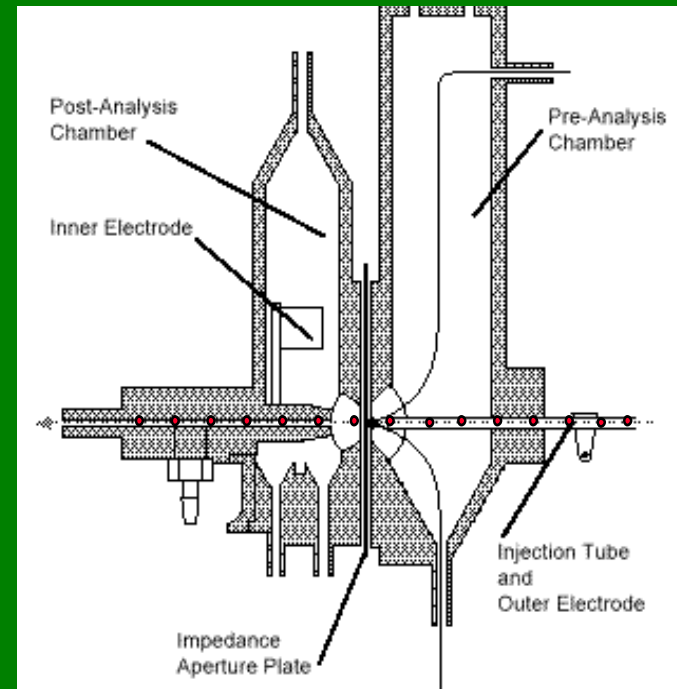 Post-Analysis
Chamber
Pre-Analysis
Chamber
Inner Electrode
Injection Tube
and
Outer Electrode
Impedance
Aperture Plate